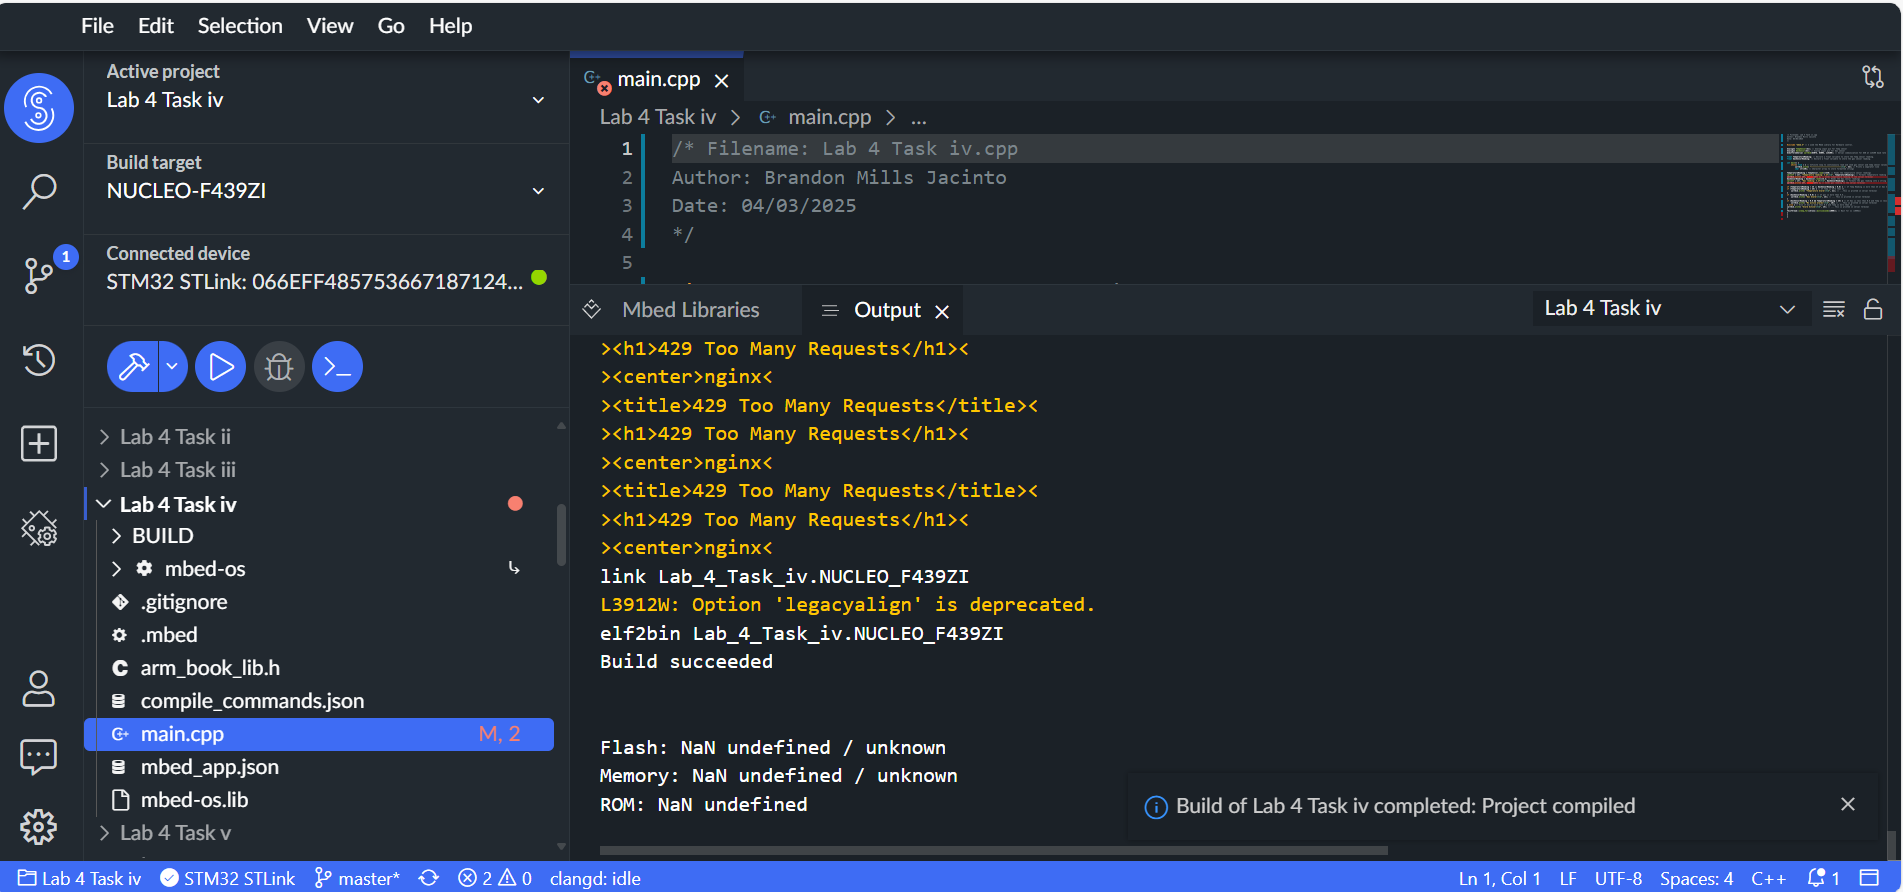 File Edit Selection View Go Help
Active project
Lab 4 Task iv
Build target
NUCLEO-F439ZI
Connected device
STM32 STLink: 066EFF485753667187124...
1
Lab 4 Task ii
Lab 4 Task iii
Lab 4 Task iv
BUILD
mbed-os
.gitignore
.mbed
arm_book_lib.h
compile_commands.json
main.cpp M, 2
mbed_app.json
mbed-os.lib
Lab 4 Task v
main.cpp
Lab 4 Task iv > main.cpp > ...
1 /* Filename: Lab 4 Task iv.cpp
2 Author: Brandon Mills Jacinto
3 Date: 04/03/2025
4 */
5
Mbed Libraries Output Lab 4 Task iv
><h1>429 Too Many Requests</h1><
><center>nginx<
><title>429 Too Many Requests</title><
><h1>429 Too Many Requests</h1><
><center>nginx<
><title>429 Too Many Requests</title><
><h1>429 Too Many Requests</h1><
><center>nginx<
link Lab_4_Task_iv.NUCLEO_F439ZI
L3912W: Option 'legacyalign' is deprecated.
elf2bin Lab_4_Task_iv.NUCLEO_F439ZI
Build succeeded
Flash: NaN undefined / unknown
Memory: NaN undefined / unknown
ROM: NaN undefined
Build of Lab 4 Task iv completed: Project compiled
Lab 4 Task iv STM32 STLink master* 2 0 clangd: idle Ln 1, Col 1 LF UTF-8 Spaces: 4 C++ 1